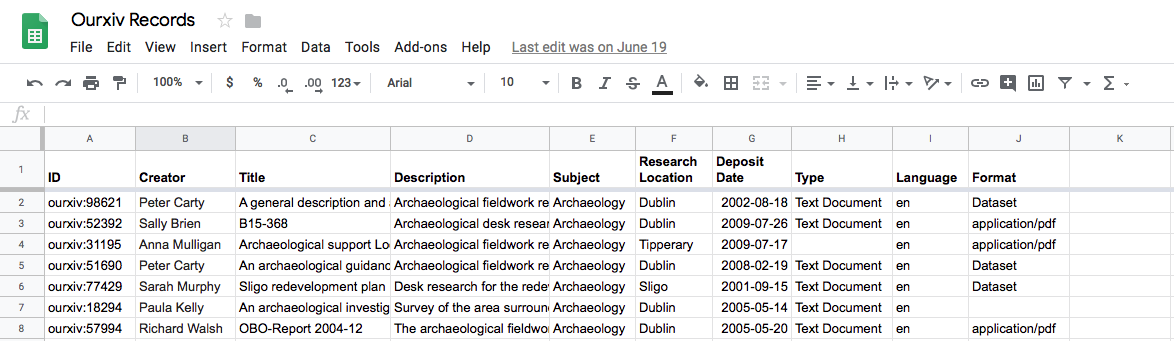 Ourxiv Records
File Edit View Insert Format Data Tools Add-ons Help Last edit was on June 19
100% $ % .0 .00 123 Arial 10 B I S A
fx
A B C D E F G H I J K
1 ID Creator Title Description Subject Research Location Deposit Date Type Language Format
2 ourxiv:98621 Peter Carty A general description and Archaeological fieldwork re Archaeology Dublin 2002-08-18 Text Document en Dataset
3 ourxiv:52392 Sally Brien B15-368 Archaeological desk resear Archaeology Dublin 2009-07-26 Text Document en application/pdf
4 ourxiv:31195 Anna Mulligan Archaeological support Lo Archaeological fieldwork re Archaeology Tipperary 2009-07-17 en application/pdf
5 ourxiv:51690 Peter Carty An archaeological guidanc Archaeological fieldwork re Archaeology Dublin 2008-02-19 Text Document en Dataset
6 ourxiv:77429 Sarah Murphy Sligo redevelopment plan Desk research for the rede Archaeology Sligo 2001-09-15 Text Document en Dataset
7 ourxiv:18294 Paula Kelly An archaeological investig Survey of the area surroun Archaeology Dublin 2005-05-14 Text Document en
8 ourxiv:57994 Richard Walsh OBO-Report 2004-12 The archaeological fieldwo Archaeology Dublin 2005-05-20 Text Document en application/pdf